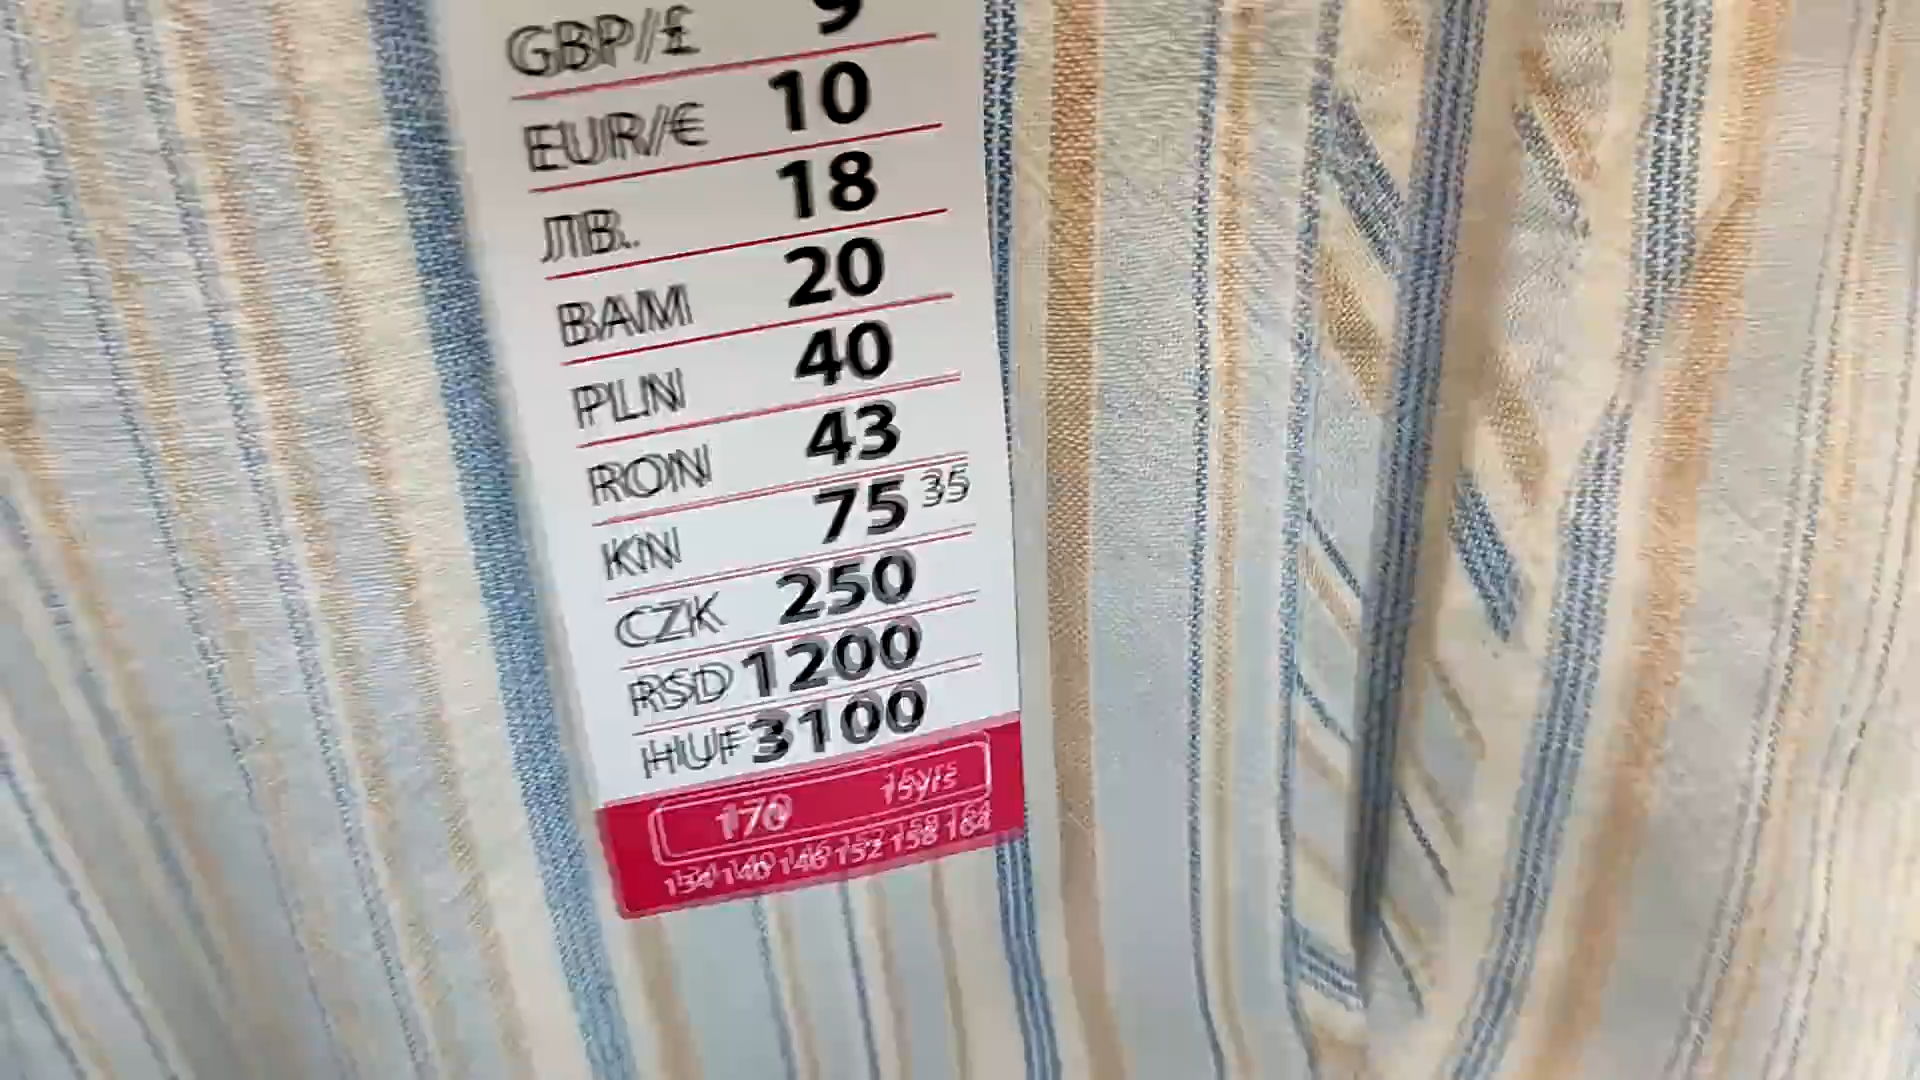 GBP/£ 9
EUR/€ 10
ЛВ. 18
BAM 20
PLN 40
RON 43
KN 75 35
CZK 250
RSD 1200
HUF 3100
170 15yrs
134 140 146 152 158 164